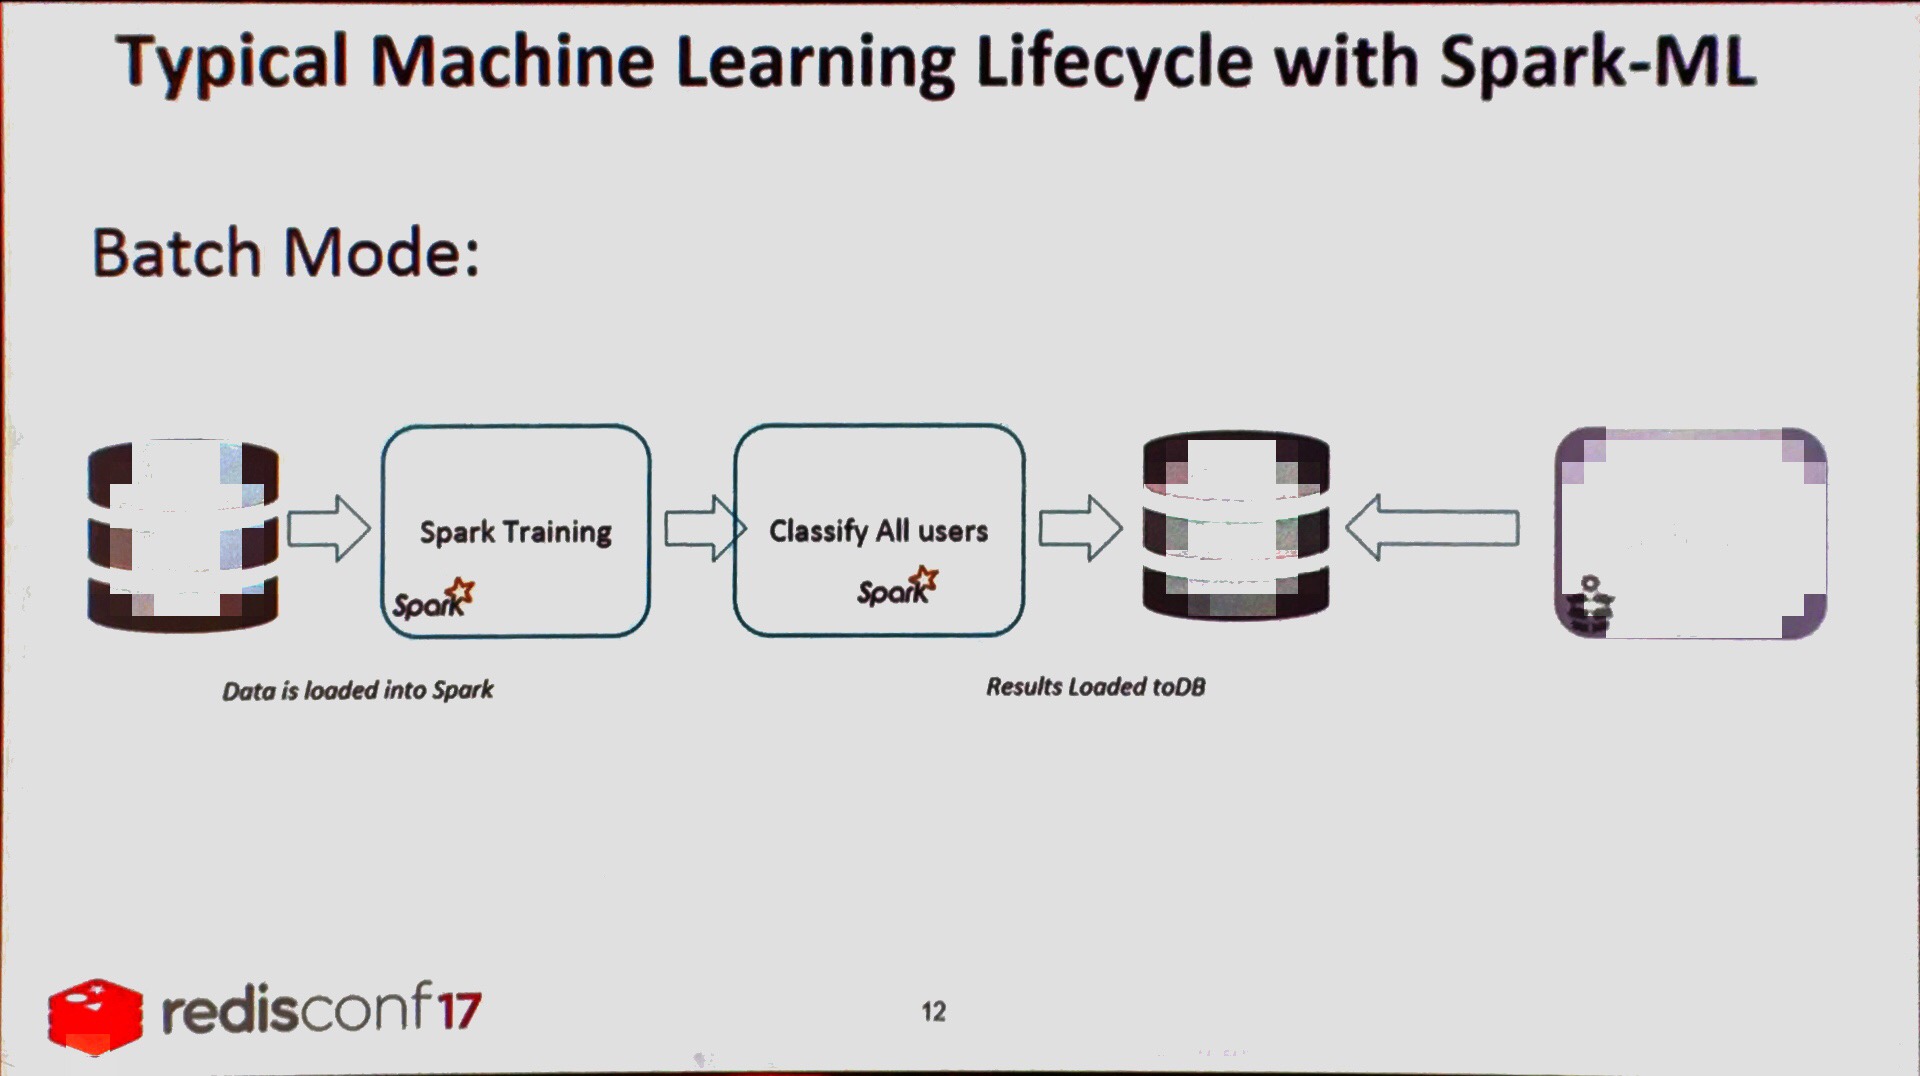 Typical Machine Learning Lifecycle with Spark-ML
Batch Mode:
Spark Training
Spark
Classify All users
Spark
Data is loaded into Spark
Results Loaded toDB
redisconf17
12